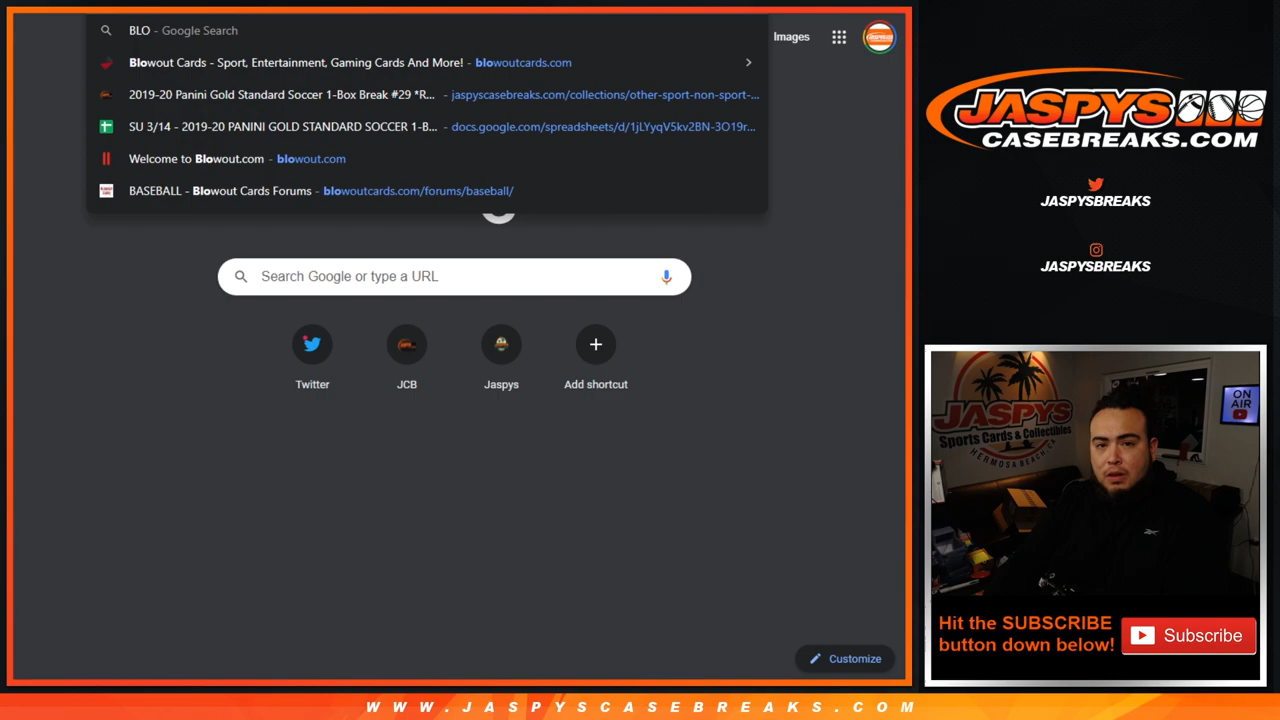 BLO - Google Search
Blowout Cards - Sport, Entertainment, Gaming Cards And More! - blowoutcards.com
2019-20 Panini Gold Standard Soccer 1-Box Break #29 *R... - jaspyscasebreaks.com/collections/other-sport-non-sport-...
SU 3/14 - 2019-20 PANINI GOLD STANDARD SOCCER 1-B... - docs.google.com/spreadsheets/d/1jLYyqV5kv2BN-3O19r...
Welcome to Blowout.com - blowout.com
BASEBALL - Blowout Cards Forums - blowoutcards.com/forums/baseball/
Images
Search Google or type a URL
Twitter
JCB
Jaspys
Add shortcut
Customize
JASPYS
CASEBREAKS.COM
JASPYSBREAKS
JASPYSBREAKS
JASPYS
Sports Cards & Collectibles
HERMOSA BEACH, CA
ON
AIR
Hit the SUBSCRIBE
button down below!
Subscribe
WWW.JASPYSCASEBREAKS.COM